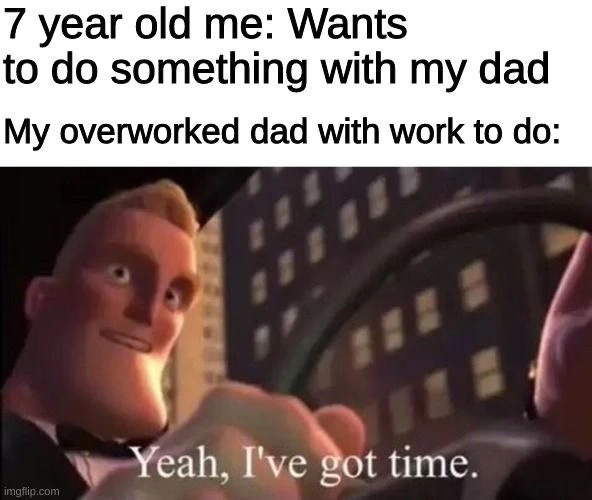 7 year old me: Wants
to do something with my dad
My overworked dad with work to do:
Yeah, I've got time.
imgflip.com